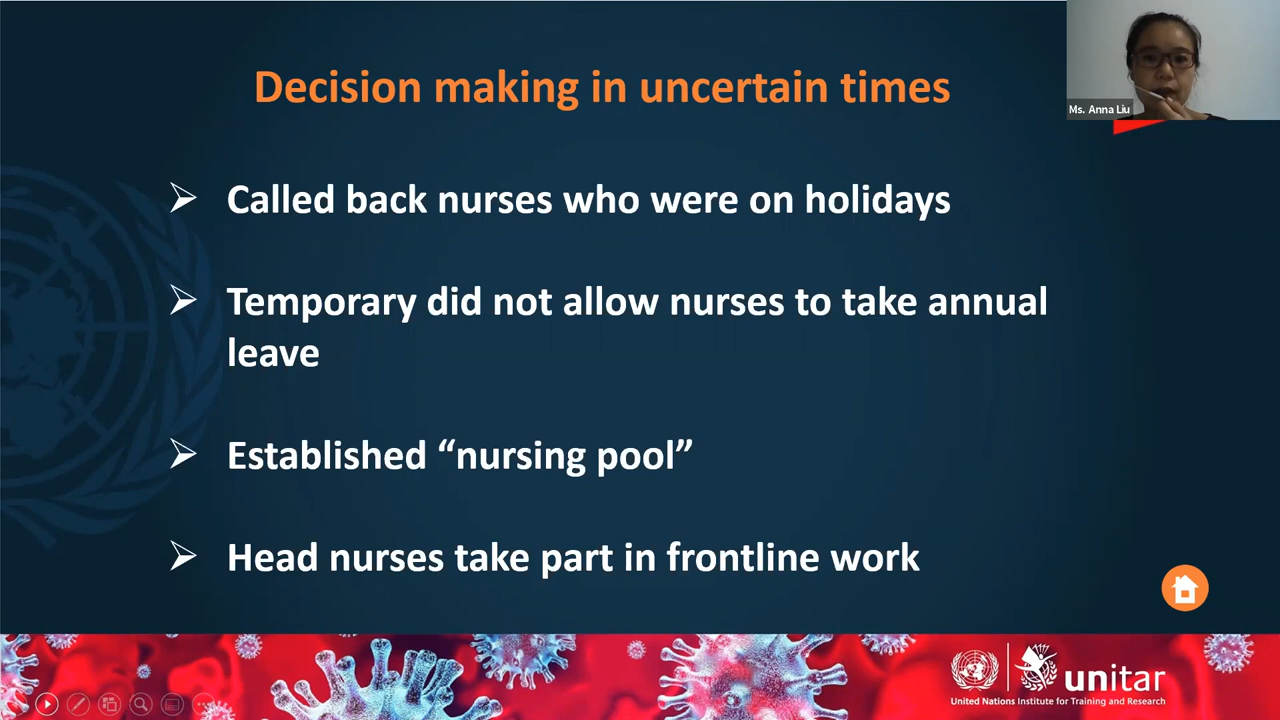 Decision making in uncertain times
Ms. Anna Liu
➢ Called back nurses who were on holidays
➢ Temporary did not allow nurses to take annual
leave
➢ Established “nursing pool”
➢ Head nurses take part in frontline work
unitar
United Nations Institute for Training and Research